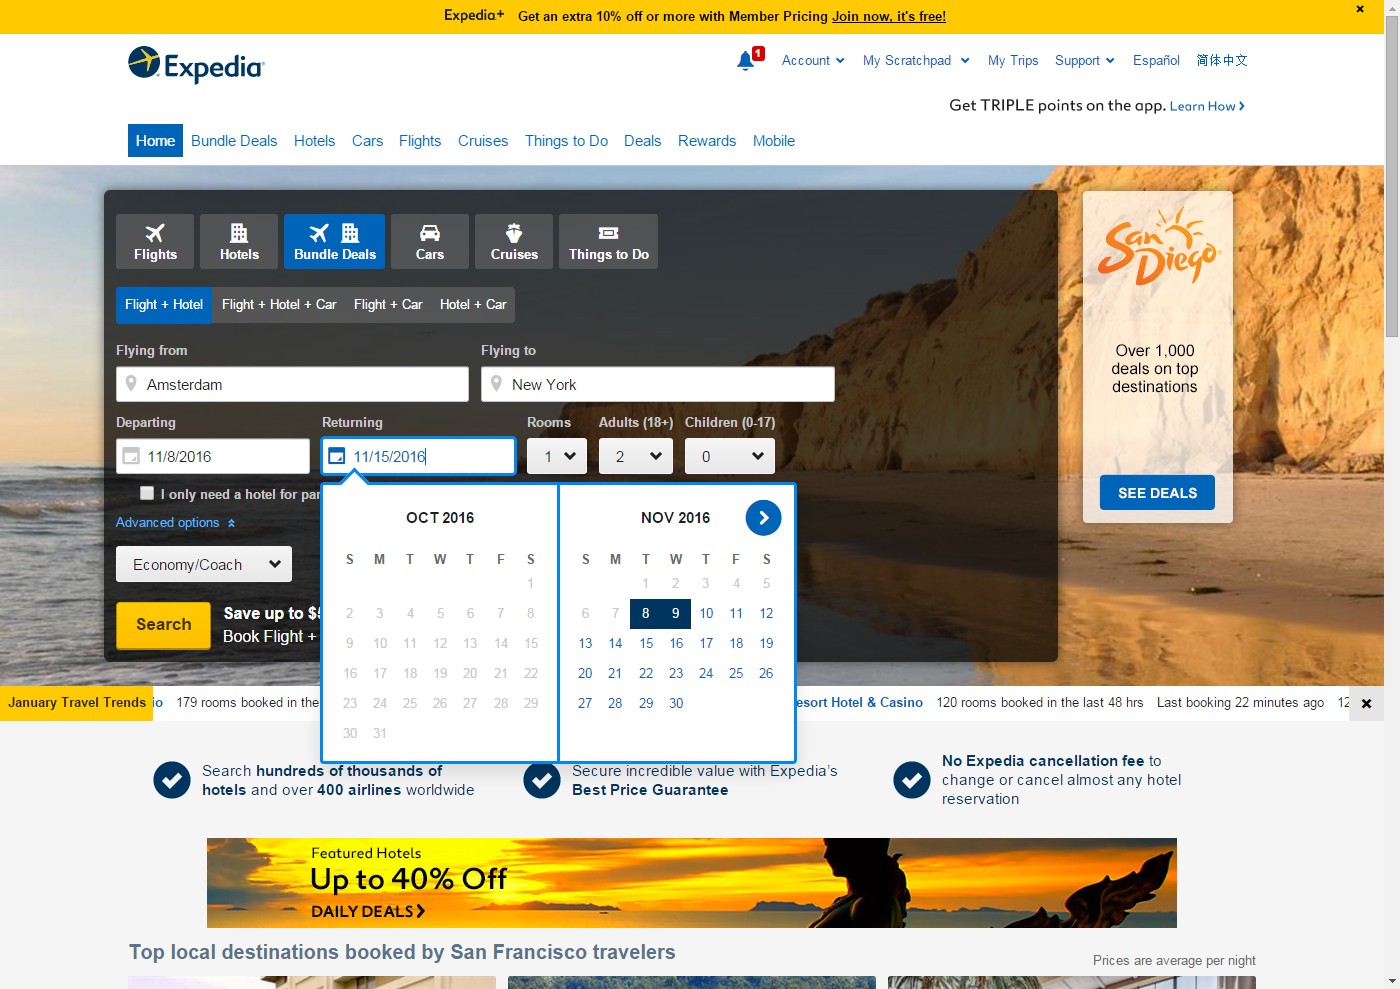 Expedia+ Get an extra 10% off or more with Member Pricing Join now, it's free!
Expedia
1
Account
My Scratchpad
My Trips
Support
Español
简体中文
Get TRIPLE points on the app. Learn How
Home
Bundle Deals
Hotels
Cars
Flights
Cruises
Things to Do
Deals
Rewards
Mobile
Flights
Hotels
Bundle Deals
Cars
Cruises
Things to Do
Flight + Hotel
Flight + Hotel + Car
Flight + Car
Hotel + Car
Flying from
Flying to
Amsterdam
New York
Departing
Returning
Rooms
Adults (18+)
Children (0-17)
11/8/2016
11/15/2016
1
2
0
I only need a hotel for par
Advanced options
Economy/Coach
Search
Save up to $5
Book Flight +
OCT 2016
S M T W T F S
1
2 3 4 5 6 7 8
9 10 11 12 13 14 15
16 17 18 19 20 21 22
23 24 25 26 27 28 29
30 31
NOV 2016
S M T W T F S
1 2 3 4 5
6 7 8 9 10 11 12
13 14 15 16 17 18 19
20 21 22 23 24 25 26
27 28 29 30
San Diego
Over 1,000
deals on top
destinations
SEE DEALS
January Travel Trends
io 179 rooms booked in the
esort Hotel & Casino 120 rooms booked in the last 48 hrs Last booking 22 minutes ago 12
Search hundreds of thousands of
hotels and over 400 airlines worldwide
Secure incredible value with Expedia's
Best Price Guarantee
No Expedia cancellation fee to
change or cancel almost any hotel
reservation
Featured Hotels
Up to 40% Off
DAILY DEALS
Top local destinations booked by San Francisco travelers
Prices are average per night